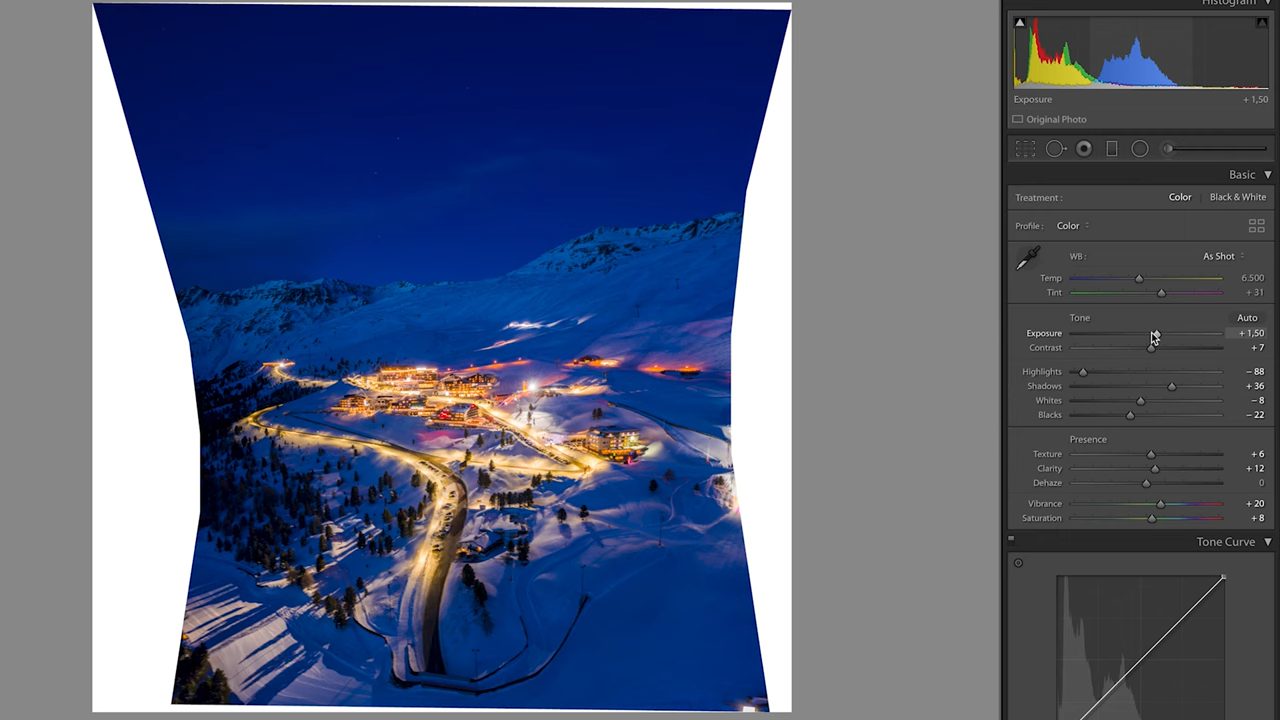 Histogram
Exposure + 1,50
Original Photo
Basic
Treatment : Color Black & White
Profile : Color
WB : As Shot
Temp 6.500
Tint + 31
Tone Auto
Exposure + 1,50
Contrast + 7
Highlights − 88
Shadows + 36
Whites − 8
Blacks − 22
Presence
Texture + 6
Clarity + 12
Dehaze 0
Vibrance + 20
Saturation + 8
Tone Curve